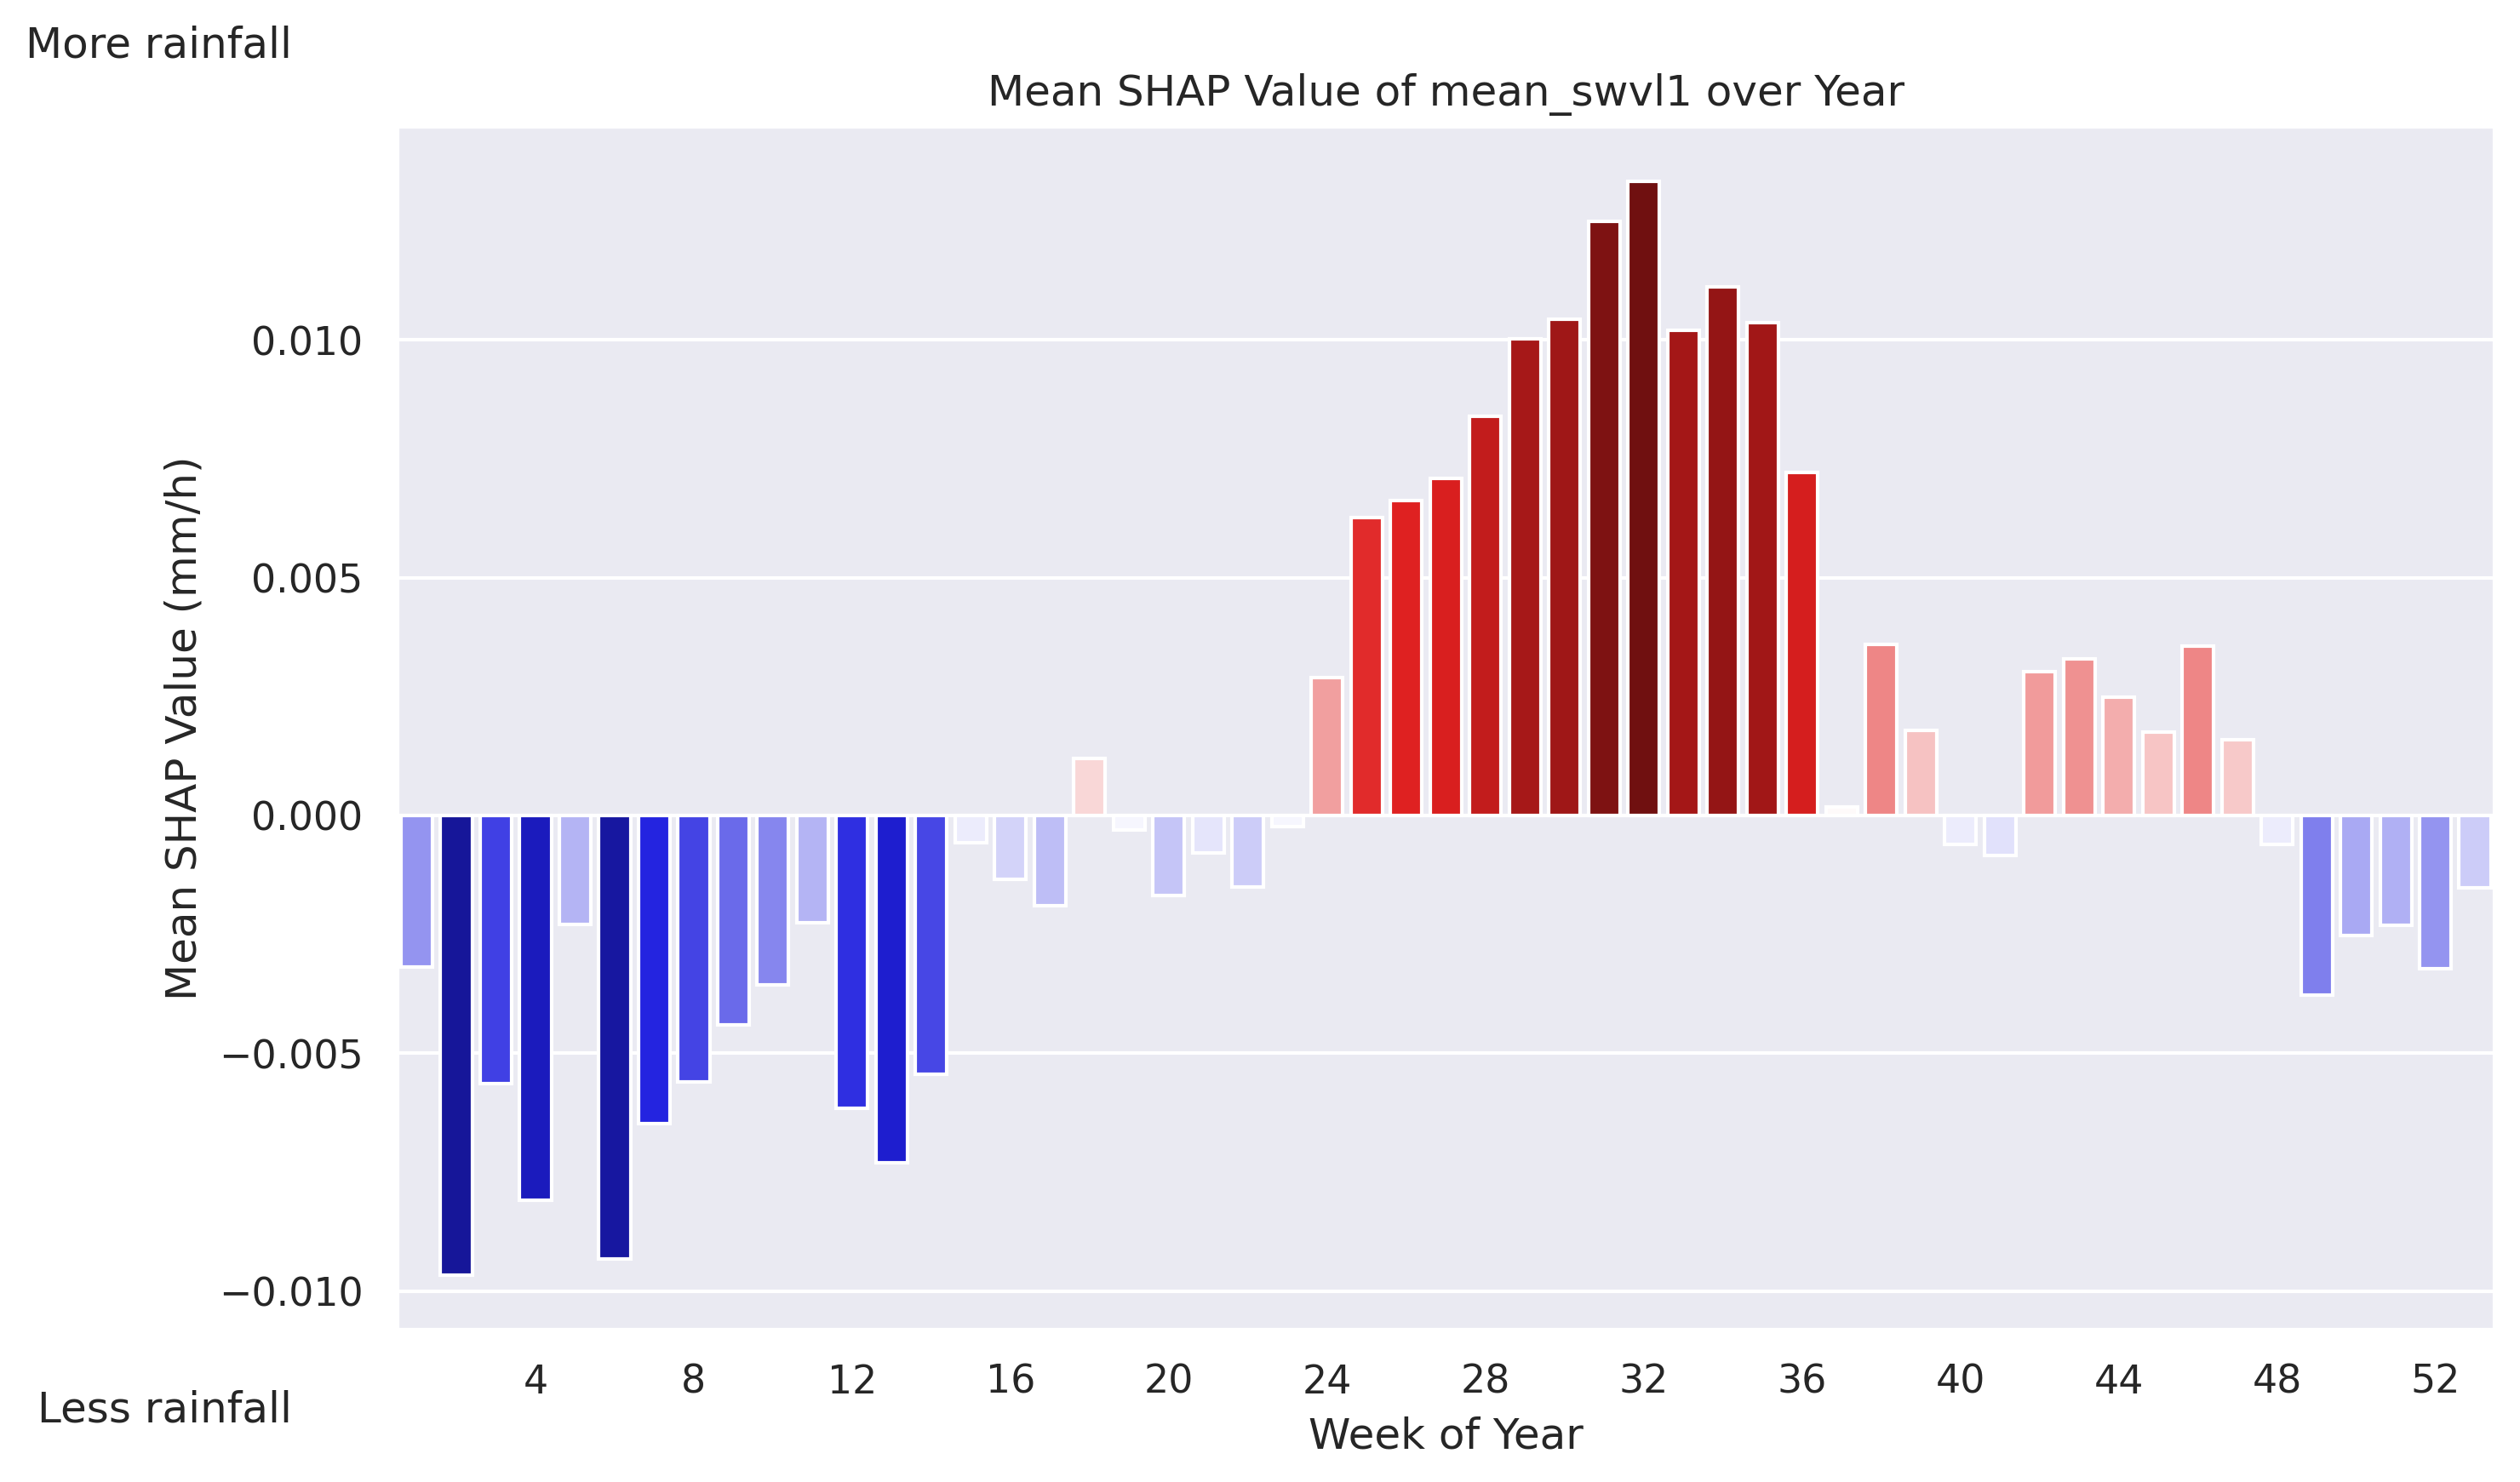 More rainfall
Mean SHAP Value of mean_swvl1 over Year
Mean SHAP Value (mm/h)
0.010
0.005
0.000
−0.005
−0.010
4 8 12 16 20 24 28 32 36 40 44 48 52
Less rainfall
Week of Year